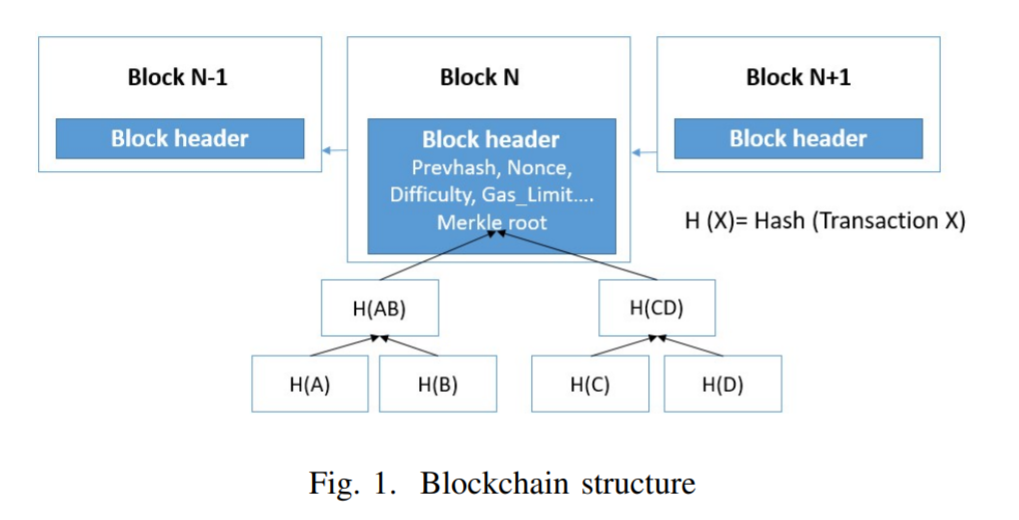 Block N-1
Block N
Block N+1
Block header
Block header
Prevhash, Nonce,
Difficulty, Gas_Limit....
Merkle root
Block header
H (X)= Hash (Transaction X)
H(AB)
H(CD)
H(A)
H(B)
H(C)
H(D)
Fig. 1. Blockchain structure